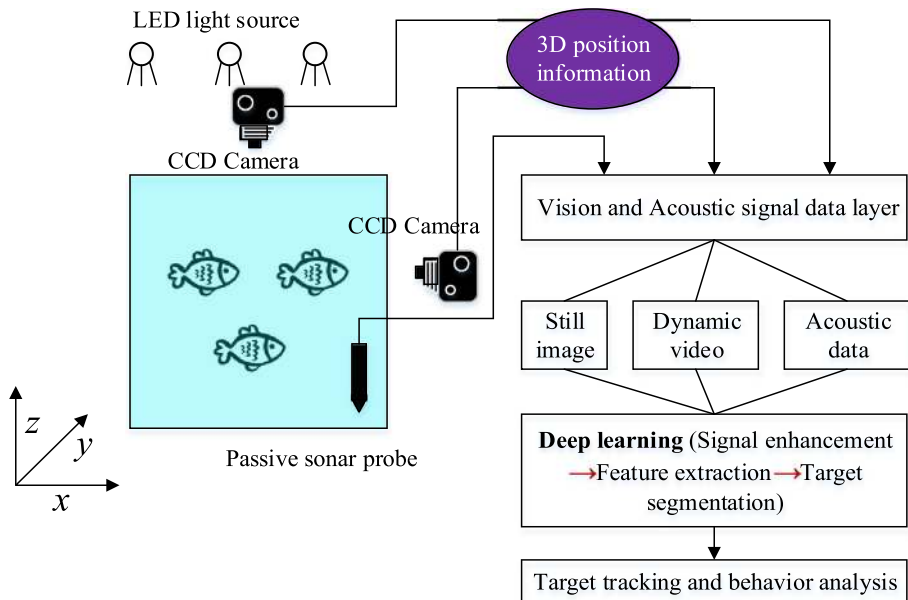 LED light source
3D position
information
CCD Camera
CCD Camera
Vision and Acoustic signal data layer
Still
image
Dynamic
video
Acoustic
data
z
y
x
Passive sonar probe
Deep learning (Signal enhancement
→Feature extraction→Target
segmentation)
Target tracking and behavior analysis